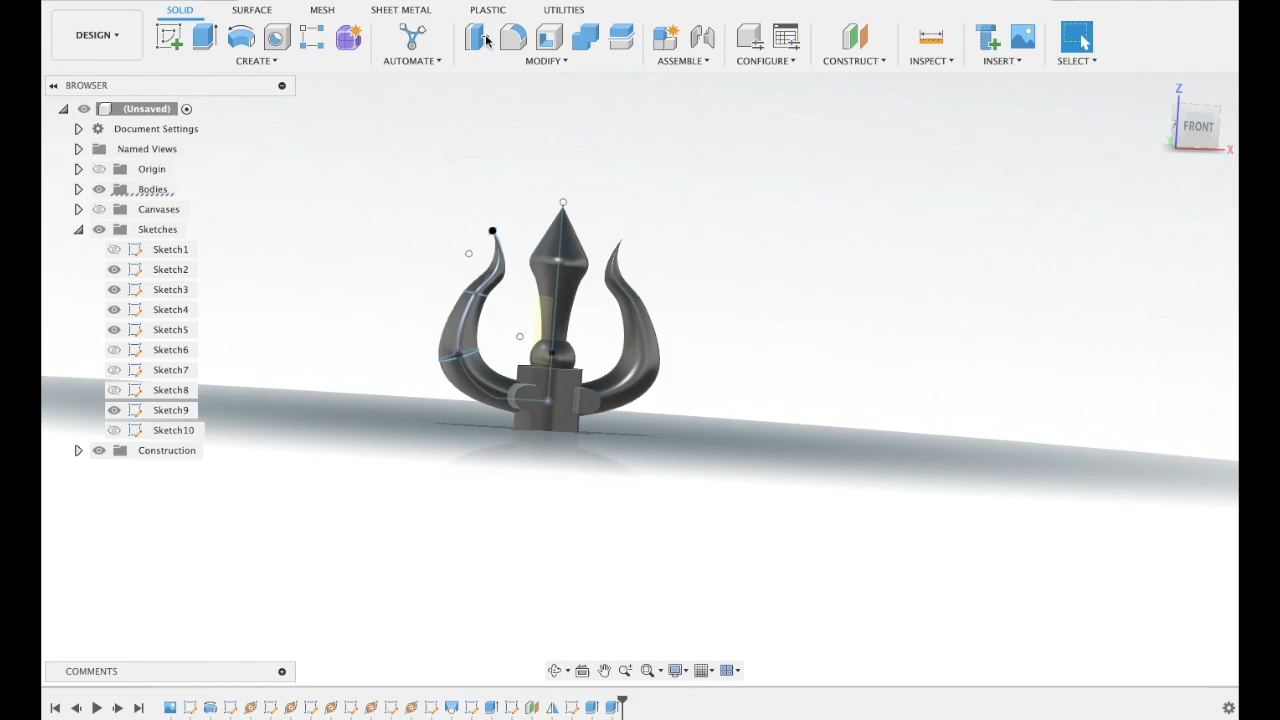 SOLID SURFACE MESH SHEET METAL PLASTIC UTILITIES
DESIGN
CREATE AUTOMATE MODIFY ASSEMBLE CONFIGURE CONSTRUCT INSPECT INSERT SELECT
BROWSER
(Unsaved)
Document Settings
Named Views
Origin
Bodies
Canvases
Sketches
Sketch1
Sketch2
Sketch3
Sketch4
Sketch5
Sketch6
Sketch7
Sketch8
Sketch9
Sketch10
Construction
Z
FRONT
X
COMMENTS